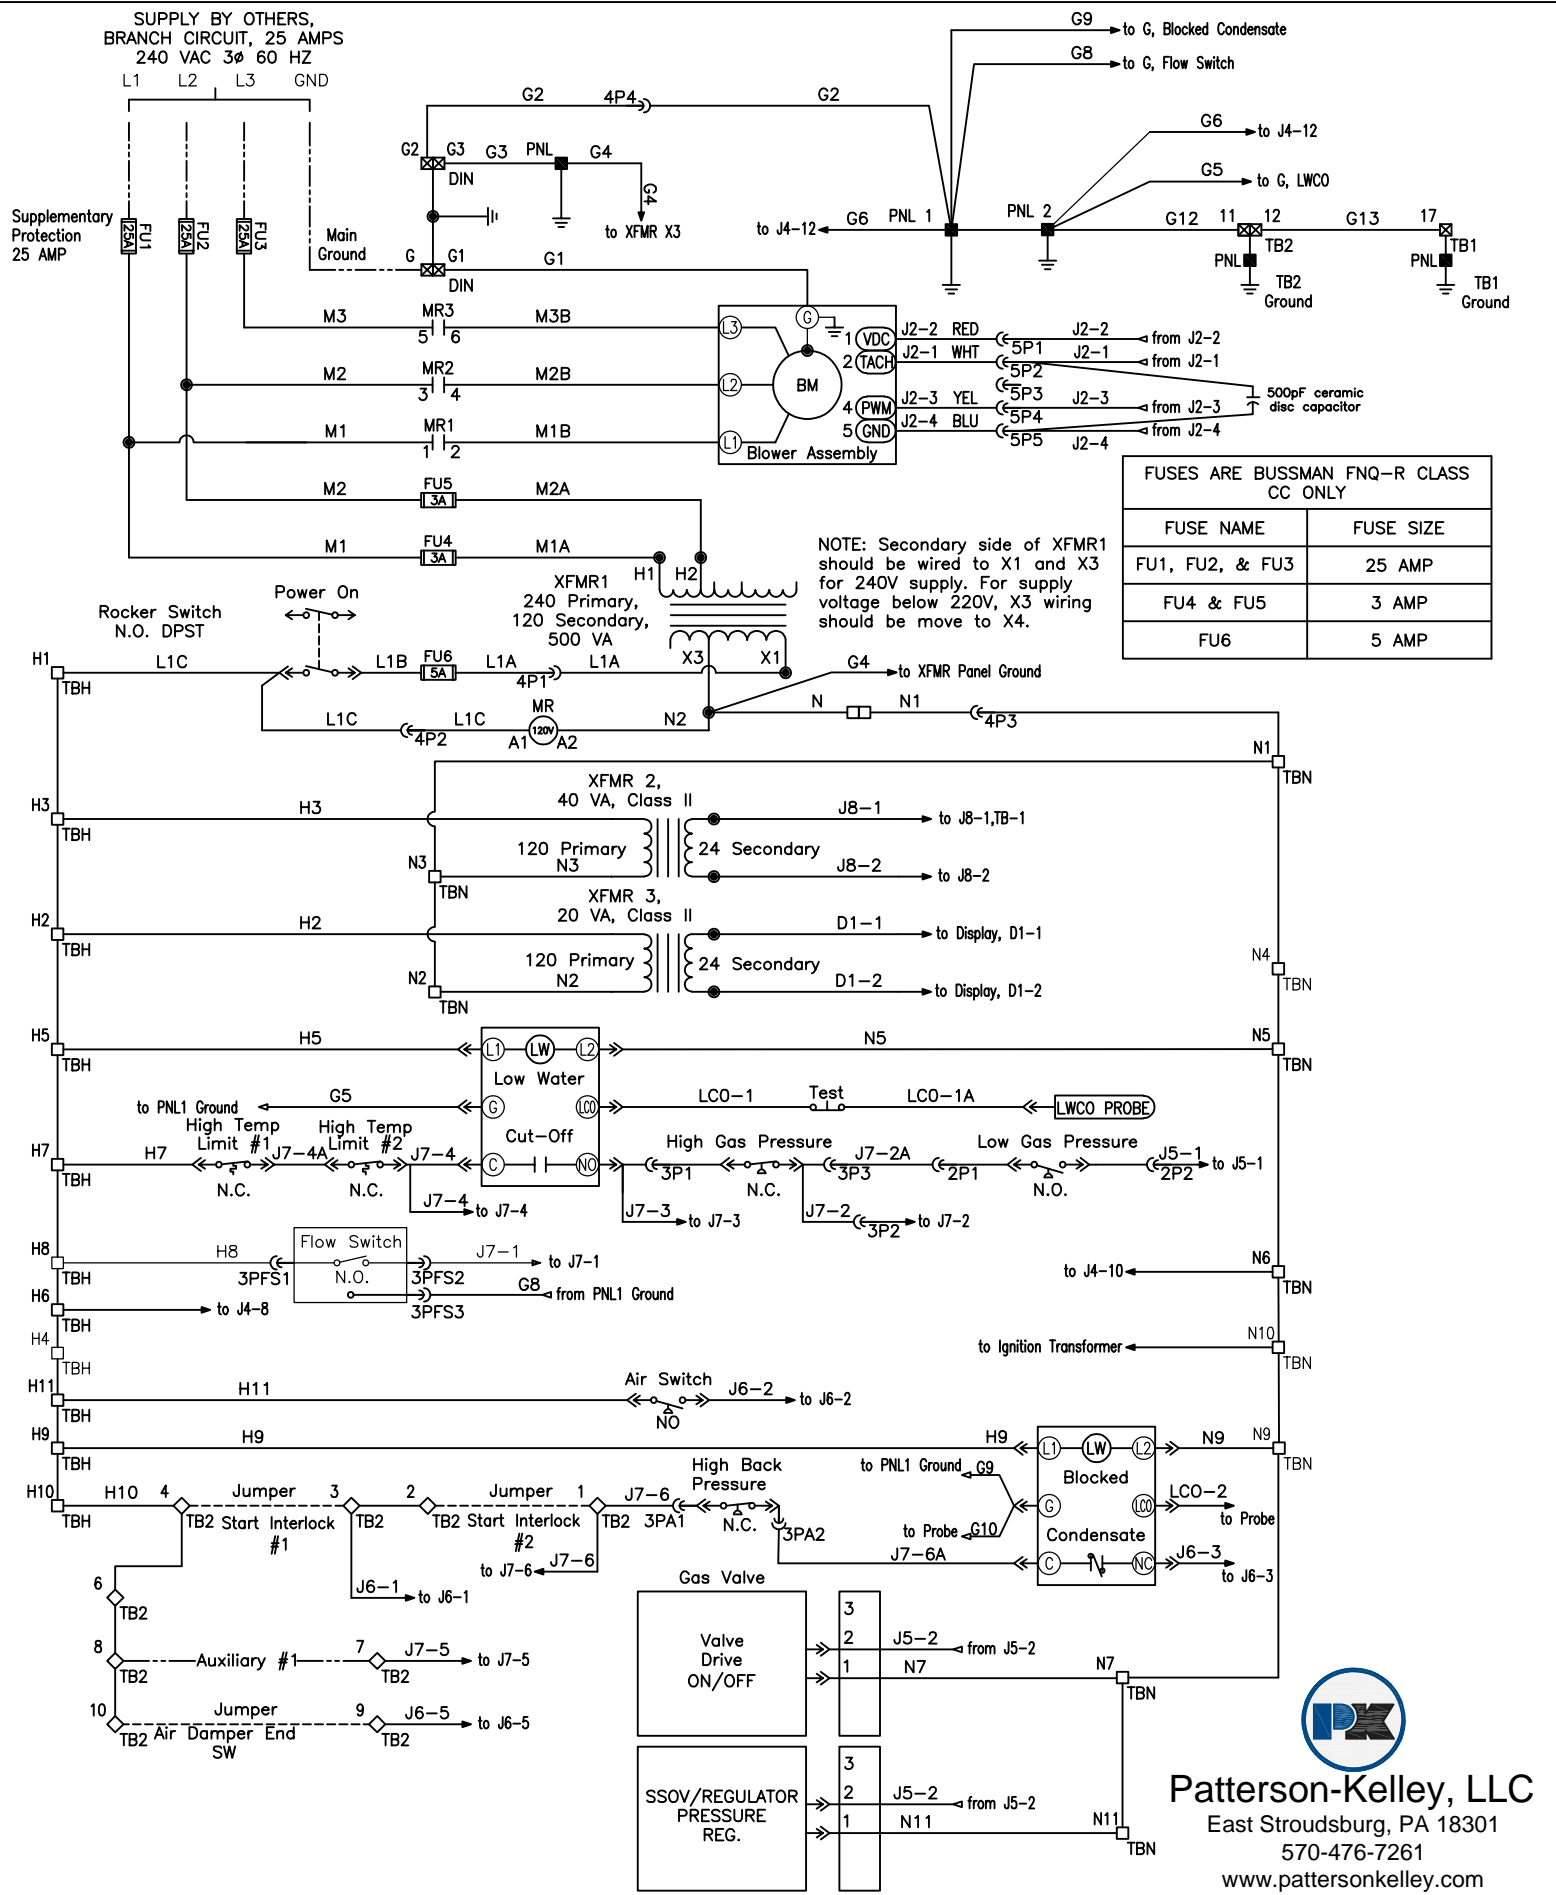 SUPPLY BY OTHERS,
BRANCH CIRCUIT, 25 AMPS
240 VAC 3ø 60 HZ
L1 L2 L3 GND
G9 to G, Blocked Condensate
G8 to G, Flow Switch
G2 4P4 G2
G6 to J4-12
G5 to G, LWCO
G2 G3 G3 PNL G4
DIN
G4
to XFMR X3
Supplementary
Protection
25 AMP
25A FU1
25A FU2
25A FU3
Main
Ground
to J4-12 G6 PNL 1 PNL 2 G12 11 12 G13 17
TB2 TB1
PNL PNL
TB2
Ground
TB1
Ground
G G1 G1
DIN
G
M3 MR3 M3B L3
5 6
M2 MR2 M2B L2 BM
3 4
M1 MR1 M1B L1
1 2
Blower Assembly
1 VDC J2-2 RED 5P1 J2-2 from J2-2
2 TACH J2-1 WHT 5P2 J2-1 from J2-1
5P3
4 PWM J2-3 YEL 5P4 J2-3 from J2-3
5 GND J2-4 BLU 5P5 J2-4 from J2-4
500pF ceramic
disc capacitor
M2 FU5 M2A
3A
M1 FU4 M1A
3A
H1 H2
FUSES ARE BUSSMAN FNQ-R CLASS
CC ONLY
FUSE NAME FUSE SIZE
FU1, FU2, & FU3 25 AMP
FU4 & FU5 3 AMP
FU6 5 AMP
NOTE: Secondary side of XFMR1
should be wired to X1 and X3
for 240V supply. For supply
voltage below 220V, X3 wiring
should be move to X4.
XFMR1
240 Primary,
120 Secondary,
500 VA
X3 X1
Power On
Rocker Switch
N.O. DPST
H1 L1C L1B FU6 L1A L1A
TBH 5A 4P1
G4 to XFMR Panel Ground
L1C 4P2 L1C MR N2
A1 120V A2
N N1 4P3
N1
TBN
XFMR 2,
40 VA, Class II
H3 H3 J8-1 to J8-1,TB-1
TBH
120 Primary 24 Secondary
N3 N3 J8-2 to J8-2
TBN
XFMR 3,
20 VA, Class II
H2 H2 D1-1 to Display, D1-1
TBH
120 Primary 24 Secondary
N2 N2 D1-2 to Display, D1-2
TBN
N4
TBN
H5 H5 L1 LW L2 N5 N5
TBH TBN
Low Water
to PNL1 Ground G5 G LCO LCO-1 Test LCO-1A LWCO PROBE
Cut-Off
High Temp
Limit #1
High Temp
Limit #2
High Gas Pressure Low Gas Pressure
H7 H7 J7-4A J7-4 C NO 3P1 3P3 J7-2A 2P1 J5-1 2P2 to J5-1
TBH N.C. N.C. N.C. N.O.
J7-4 to J7-4
J7-3 to J7-3
J7-2 3P2 to J7-2
Flow Switch
H8 H8 3PFS1 N.O. 3PFS2 J7-1 to J7-1
TBH
3PFS3 G8 from PNL1 Ground
H6 to J4-8
TBH
H4
TBH
to J4-10 N6
TBN
to Ignition Transformer N10
TBN
Air Switch
H11 H11 NO J6-2 to J6-2
TBH
H9 H9 H9 L1 LW L2 N9 N9
TBH TBN
Blocked
Condensate
to PNL1 Ground G9
G LCO LCO-2 to Probe
to Probe G10
High Back
Pressure
H10 H10 4 Jumper 3 2 Jumper 1 J7-6 3PA1 N.C. 3PA2
TBH TB2 TB2 TB2 TB2
Start Interlock
#1
Start Interlock
#2
to J7-6 J7-6
J7-6A C NC J6-3 to J6-3
J6-1 to J6-1
6
TB2
8 Auxiliary #1 7 J7-5 to J7-5
TB2 TB2
10 Jumper 9 J6-5 to J6-5
TB2 Air Damper End
SW
TB2
Gas Valve
Valve
Drive
ON/OFF
3
2 J5-2 from J5-2
1 N7 N7
TBN
SSOV/REGULATOR
PRESSURE
REG.
3
2 J5-2 from J5-2
1 N11 N11
TBN
PK
Patterson-Kelley, LLC
East Stroudsburg, PA 18301
570-476-7261
www.pattersonkelley.com